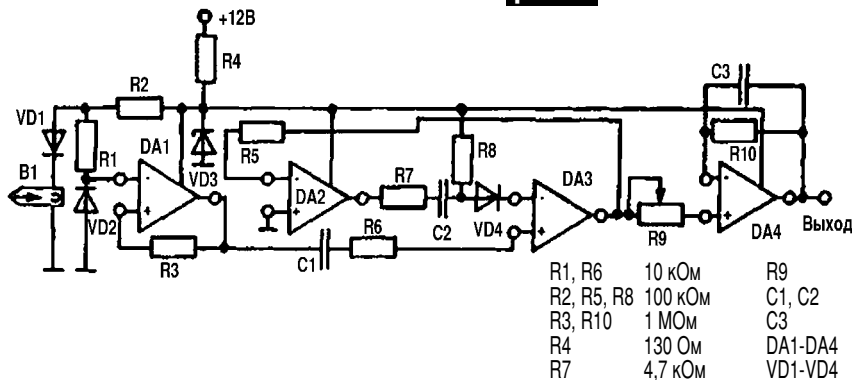 +12В
R4
C3
R2
VD1
DA1
R1
R5
R8
R10
DA3
B1
VD3
DA2
R7
DA4
VD2
C2
VD4
R9
Выход
R3
C1
R6
R1, R6 10 кОм R9
R2, R5, R8 100 кОм C1, C2
R3, R10 1 МОм C3
R4 130 Ом DA1-DA4
R7 4,7 кОм VD1-VD4